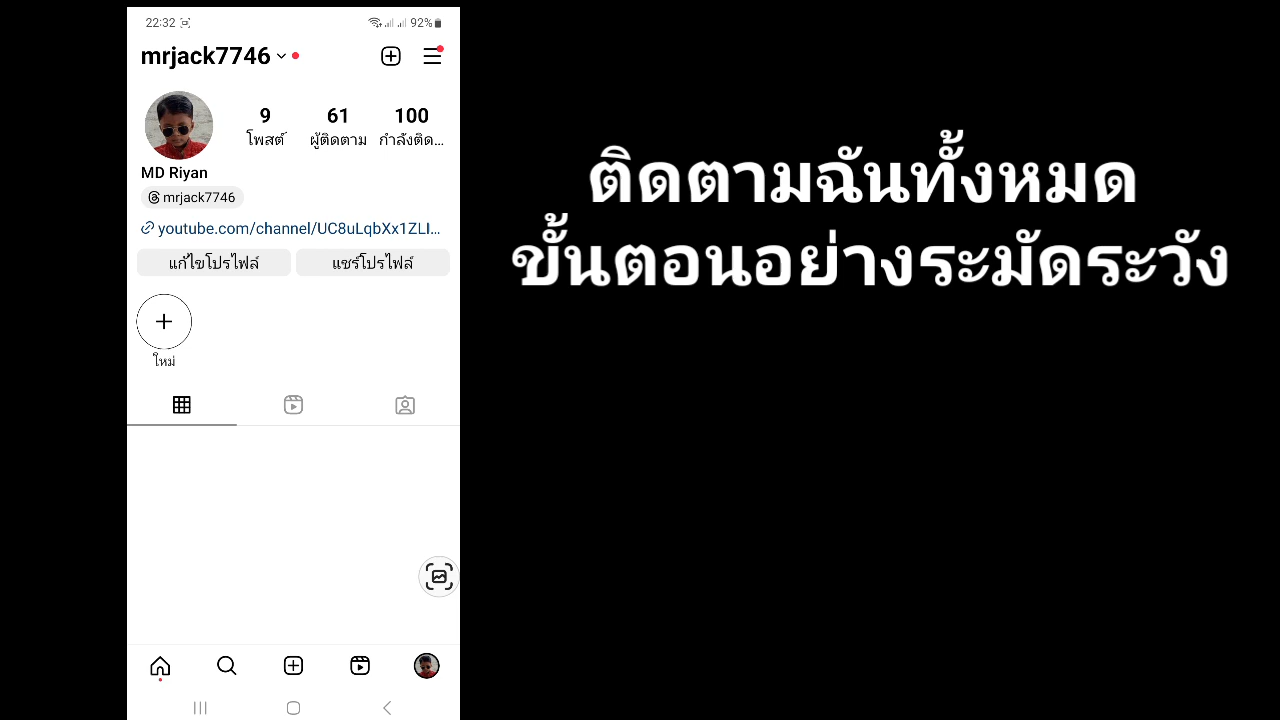 22:32
92%
mrjack7746
9
61
100
โพสต์
ผู้ติดตาม
กำลังติด...
MD Riyan
mrjack7746
youtube.com/channel/UC8uLqbXx1ZLI...
แก้ไขโปรไฟล์
แชร์โปรไฟล์
ใหม่
ติดตามฉันทั้งหมด
ขั้นตอนอย่างระมัดระวัง